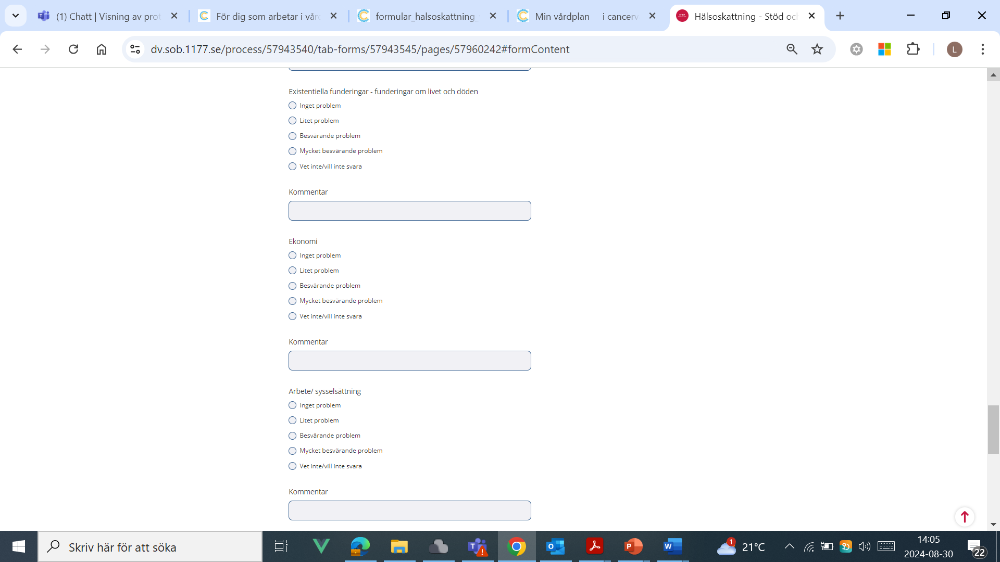 (1) Chatt | Visning av prot
För dig som arbetar i vår
formular_halsoskattning_
Min vårdplan i cancerv
Hälsoskattning - Stöd oc
dv.sob.1177.se/process/57943540/tab-forms/57943545/pages/57960242#formContent
L
Existentiella funderingar - funderingar om livet och döden
Inget problem
Litet problem
Besvärande problem
Mycket besvärande problem
Vet inte/vill inte svara
Kommentar
Ekonomi
Inget problem
Litet problem
Besvärande problem
Mycket besvärande problem
Vet inte/vill inte svara
Kommentar
Arbete/ sysselsättning
Inget problem
Litet problem
Besvärande problem
Mycket besvärande problem
Vet inte/vill inte svara
Kommentar
Skriv här för att söka
1
21°C
14:05
2024-08-30
22